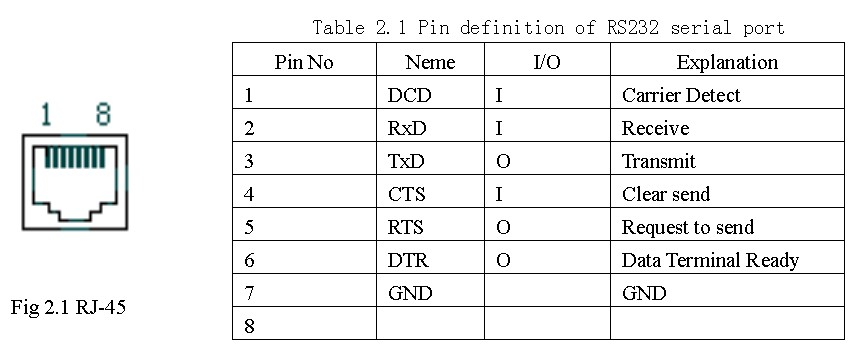 Table 2.1 Pin definition of RS232 serial port
Pin No Neme I/O Explanation
1 DCD I Carrier Detect
2 RxD I Receive
3 TxD O Transmit
4 CTS I Clear send
5 RTS O Request to send
6 DTR O Data Terminal Ready
7 GND GND
8
1 8
Fig 2.1 RJ-45